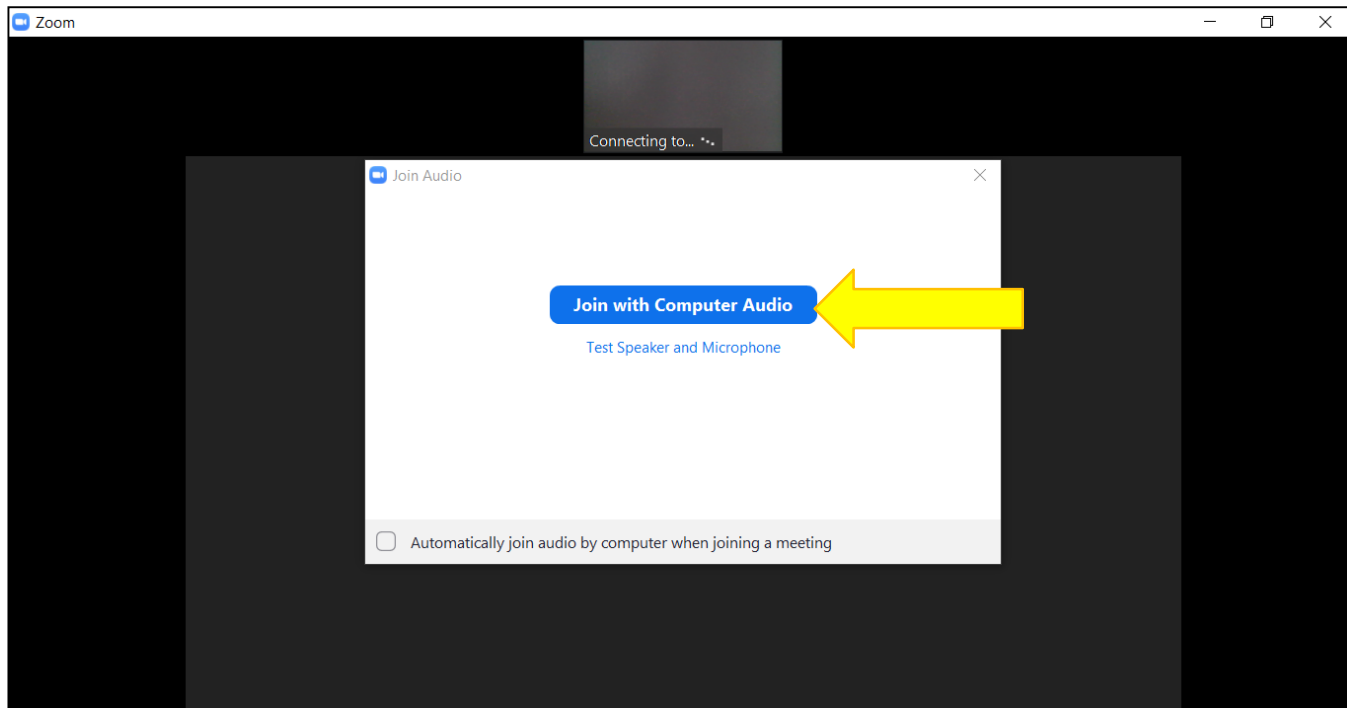 Zoom
Connecting to...
Join Audio
Join with Computer Audio
Test Speaker and Microphone
Automatically join audio by computer when joining a meeting